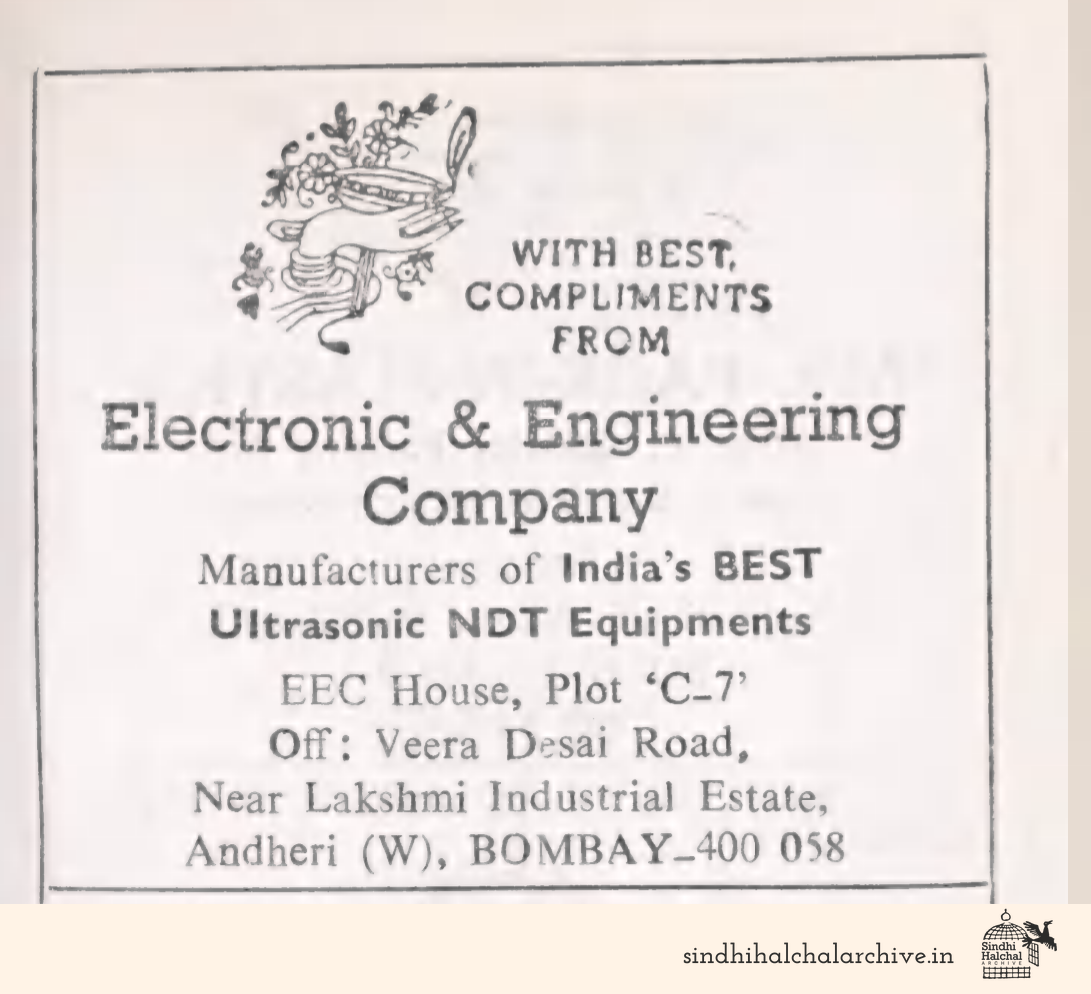 WITH BEST,
COMPLIMENTS
FROM
Electronic & Engineering
Company
Manufacturers of India's BEST
Ultrasonic NDT Equipments
EEC House, Plot ‘C-7’
Off: Veera Desai Road,
Near Lakshmi Industrial Estate,
Andheri (W), BOMBAY-400 058
sindhihalchalarchive.in
Sindhi
Halchal
ARCHIVE